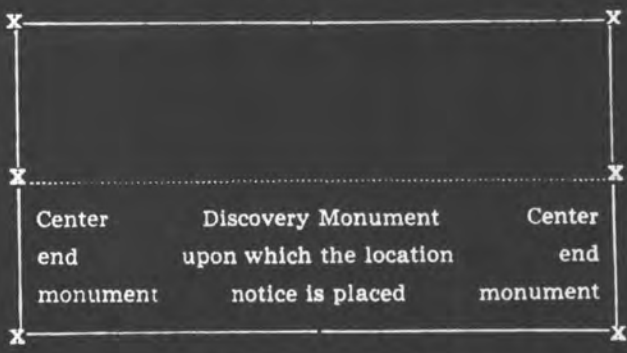 X X
X X
Center Discovery Monument Center
end upon which the location end
monument notice is placed monument
X X